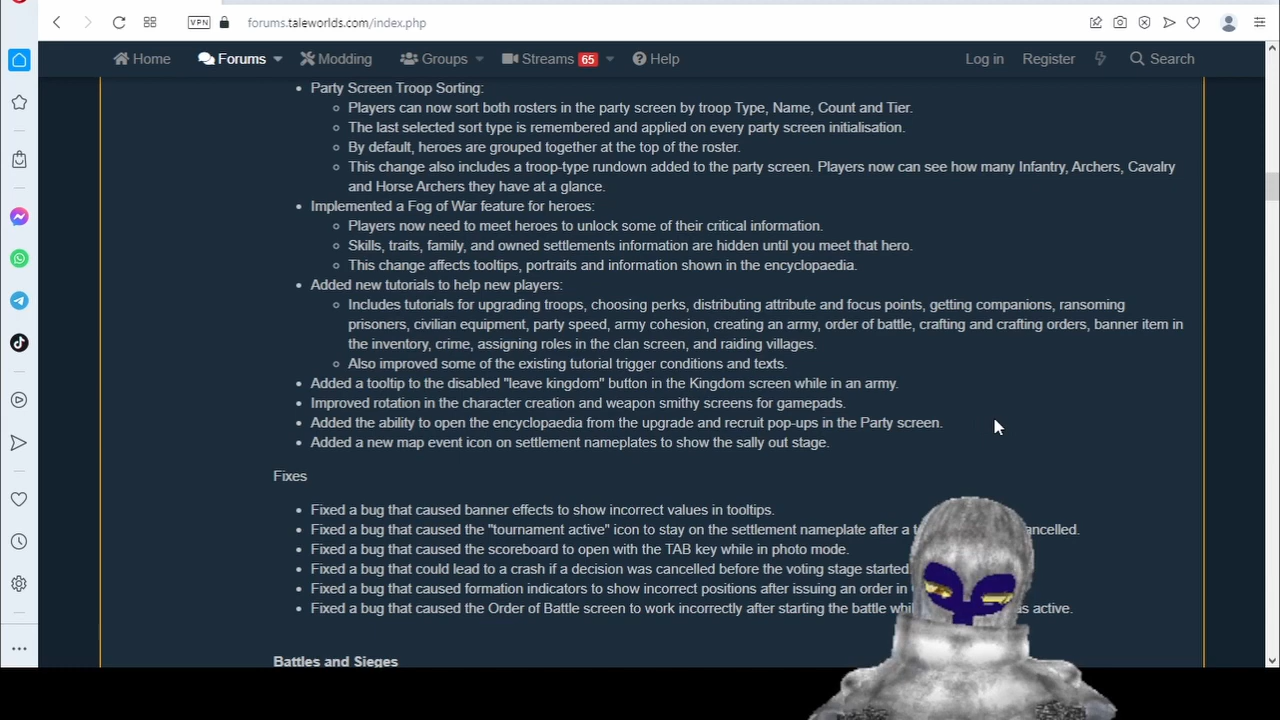 VPN
forums.taleworlds.com/index.php
Home Forums Modding Groups Streams 65 Help Log in Register Search
Party Screen Troop Sorting:
Players can now sort both rosters in the party screen by troop Type, Name, Count and Tier.
The last selected sort type is remembered and applied on every party screen initialisation.
By default, heroes are grouped together at the top of the roster.
This change also includes a troop-type rundown added to the party screen. Players now can see how many Infantry, Archers, Cavalry
and Horse Archers they have at a glance.
Implemented a Fog of War feature for heroes:
Players now need to meet heroes to unlock some of their critical information.
Skills, traits, family, and owned settlements information are hidden until you meet that hero.
This change affects tooltips, portraits and information shown in the encyclopaedia.
Added new tutorials to help new players:
Includes tutorials for upgrading troops, choosing perks, distributing attribute and focus points, getting companions, ransoming
prisoners, civilian equipment, party speed, army cohesion, creating an army, order of battle, crafting and crafting orders, banner item in
the inventory, crime, assigning roles in the clan screen, and raiding villages.
Also improved some of the existing tutorial trigger conditions and texts.
Added a tooltip to the disabled "leave kingdom" button in the Kingdom screen while in an army.
Improved rotation in the character creation and weapon smithy screens for gamepads.
Added the ability to open the encyclopaedia from the upgrade and recruit pop-ups in the Party screen.
Added a new map event icon on settlement nameplates to show the sally out stage.
Fixes
Fixed a bug that caused banner effects to show incorrect values in tooltips.
Fixed a bug that caused the "tournament active" icon to stay on the settlement nameplate after a cancelled.
Fixed a bug that caused the scoreboard to open with the TAB key while in photo mode.
Fixed a bug that could lead to a crash if a decision was cancelled before the voting stage started
Fixed a bug that caused formation indicators to show incorrect positions after issuing an order in
Fixed a bug that caused the Order of Battle screen to work incorrectly after starting the battle active.
Battles and Sieges